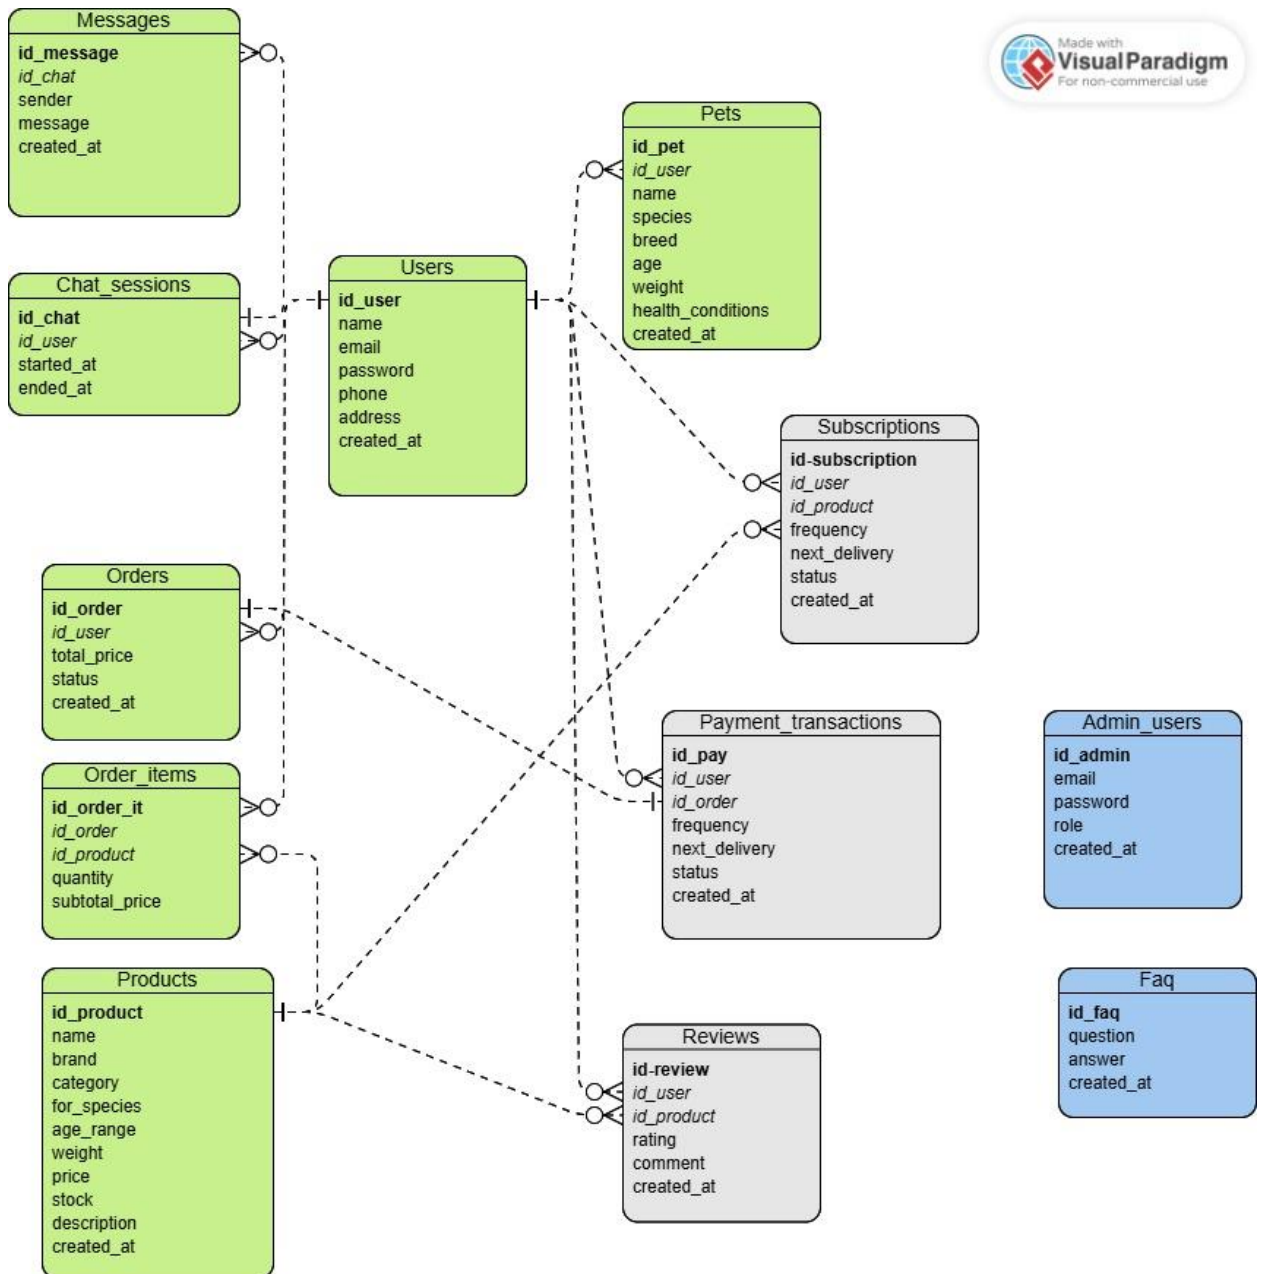 Messages
id_message
id_chat
sender
message
created_at
Made with
Visual Paradigm
For non-commercial use
Pets
id_pet
id_user
name
species
breed
age
weight
health_conditions
created_at
Chat_sessions
id_chat
id_user
started_at
ended_at
Users
id_user
name
email
password
phone
address
created_at
Subscriptions
id-subscription
id_user
id_product
frequency
next_delivery
status
created_at
Orders
id_order
id_user
total_price
status
created_at
Payment_transactions
id_pay
id_user
id_order
frequency
next_delivery
status
created_at
Admin_users
id_admin
email
password
role
created_at
Order_items
id_order_it
id_order
id_product
quantity
subtotal_price
Products
id_product
name
brand
category
for_species
age_range
weight
price
stock
description
created_at
Reviews
id-review
id_user
id_product
rating
comment
created_at
Faq
id_faq
question
answer
created_at